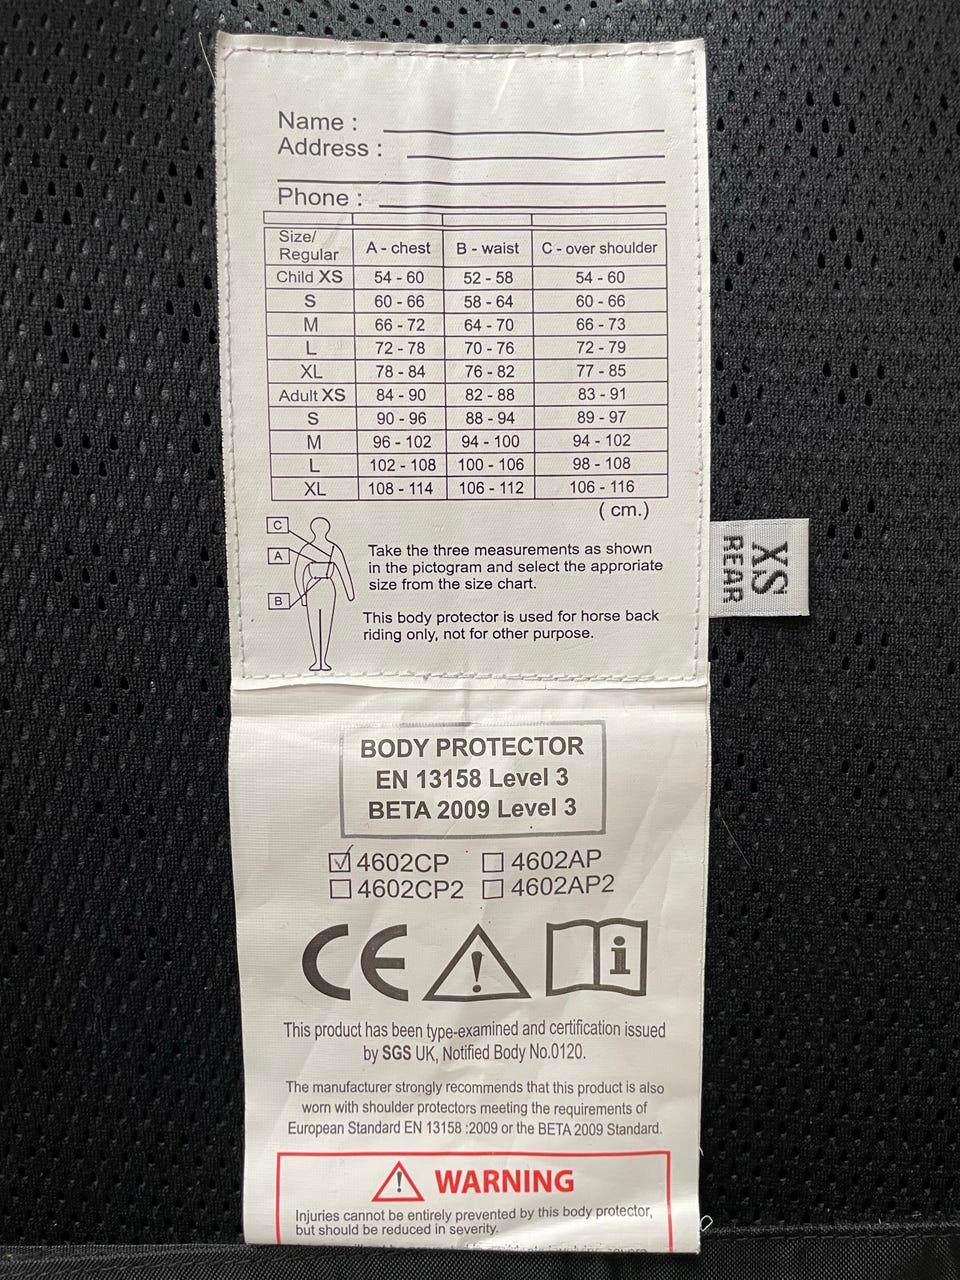 Name :
Address :
Phone :
Size/ Regular A - chest B - waist C - over shoulder
Child XS 54 - 60 52 - 58 54 - 60
S 60 - 66 58 - 64 60 - 66
M 66 - 72 64 - 70 66 - 73
L 72 - 78 70 - 76 72 - 79
XL 78 - 84 76 - 82 77 - 85
Adult XS 84 - 90 82 - 88 83 - 91
S 90 - 96 88 - 94 89 - 97
M 96 - 102 94 - 100 94 - 102
L 102 - 108 100 - 106 98 - 108
XL 108 - 114 106 - 112 106 - 116
( cm.)
C
A
B
Take the three measurements as shown
in the pictogram and select the approriate
size from the size chart.
This body protector is used for horse back
riding only, not for other purpose.
XS
REAR
BODY PROTECTOR
EN 13158 Level 3
BETA 2009 Level 3
4602CP 4602AP
4602CP2 4602AP2
CE ! i
This product has been type-examined and certification issued
by SGS UK, Notified Body No.0120.
The manufacturer strongly recommends that this product is also
worn with shoulder protectors meeting the requirements of
European Standard EN 13158 :2009 or the BETA 2009 Standard.
! WARNING
Injuries cannot be entirely prevented by this body protector,
but should be reduced in severity.